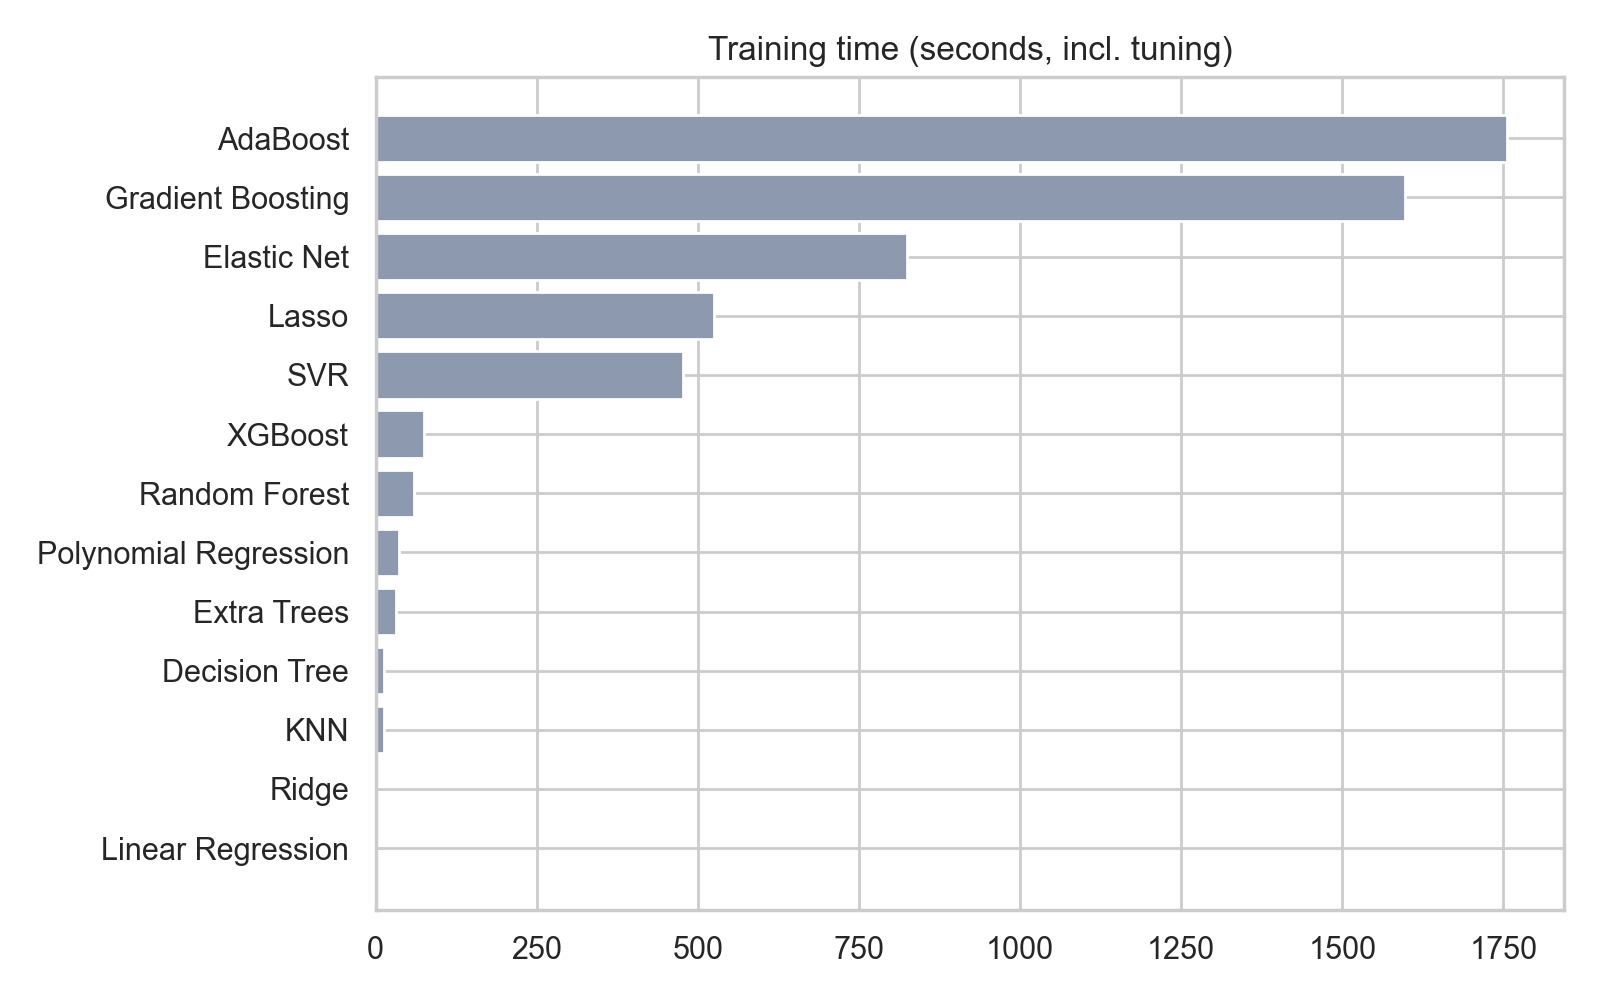 Training time (seconds, incl. tuning)
AdaBoost
Gradient Boosting
Elastic Net
Lasso
SVR
XGBoost
Random Forest
Polynomial Regression
Extra Trees
Decision Tree
KNN
Ridge
Linear Regression
0 250 500 750 1000 1250 1500 1750